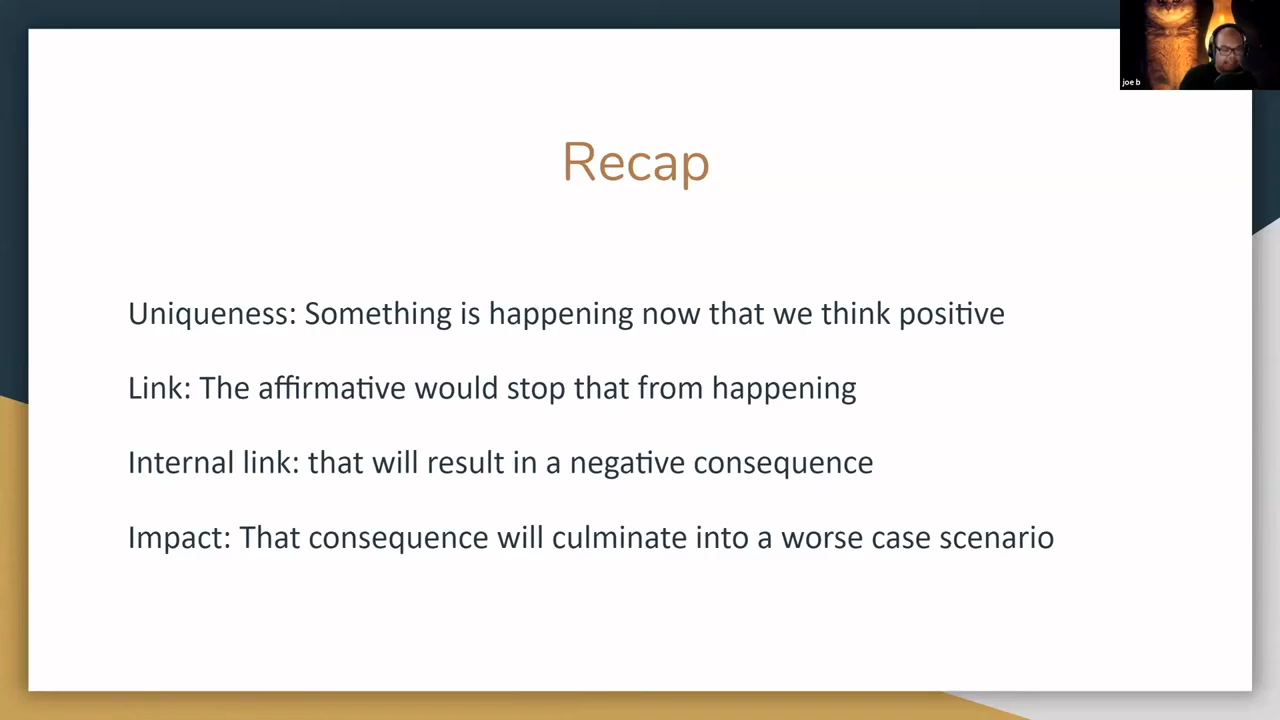 joe b
Recap
Uniqueness: Something is happening now that we think positive
Link: The affirmative would stop that from happening
Internal link: that will result in a negative consequence
Impact: That consequence will culminate into a worse case scenario